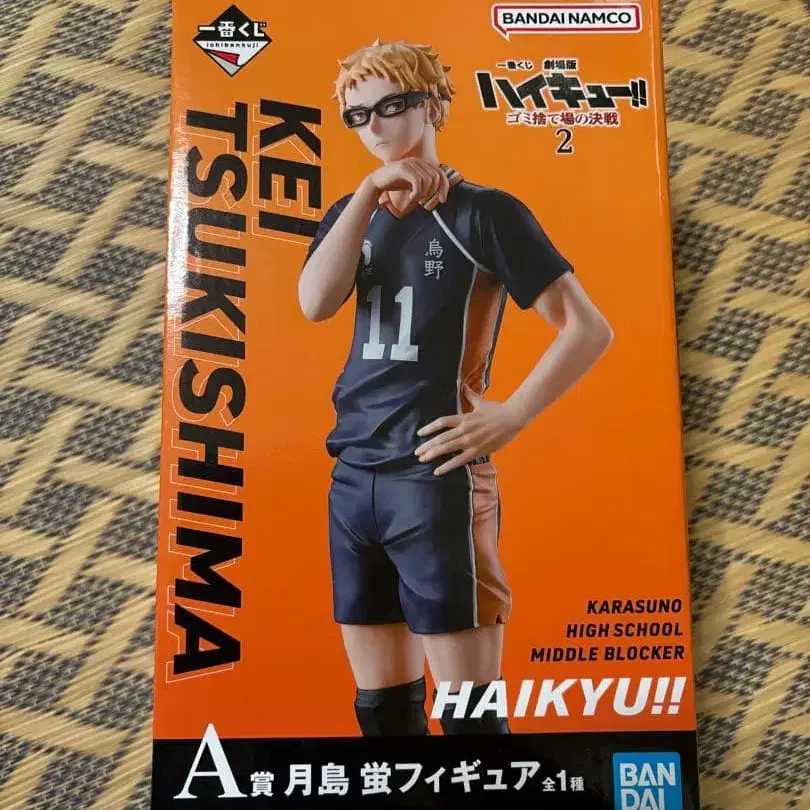 一番くじ
ichibankuji
BANDAI NAMCO
一番くじ 劇場版
ハイキュー!!
ゴミ捨て場の決戦
2
KEI
TSUKISHIMA
烏野
11
KARASUNO
HIGH SCHOOL
MIDDLE BLOCKER
HAIKYU!!
A賞 月島 蛍フィギュア 全1種
BAN
DAI